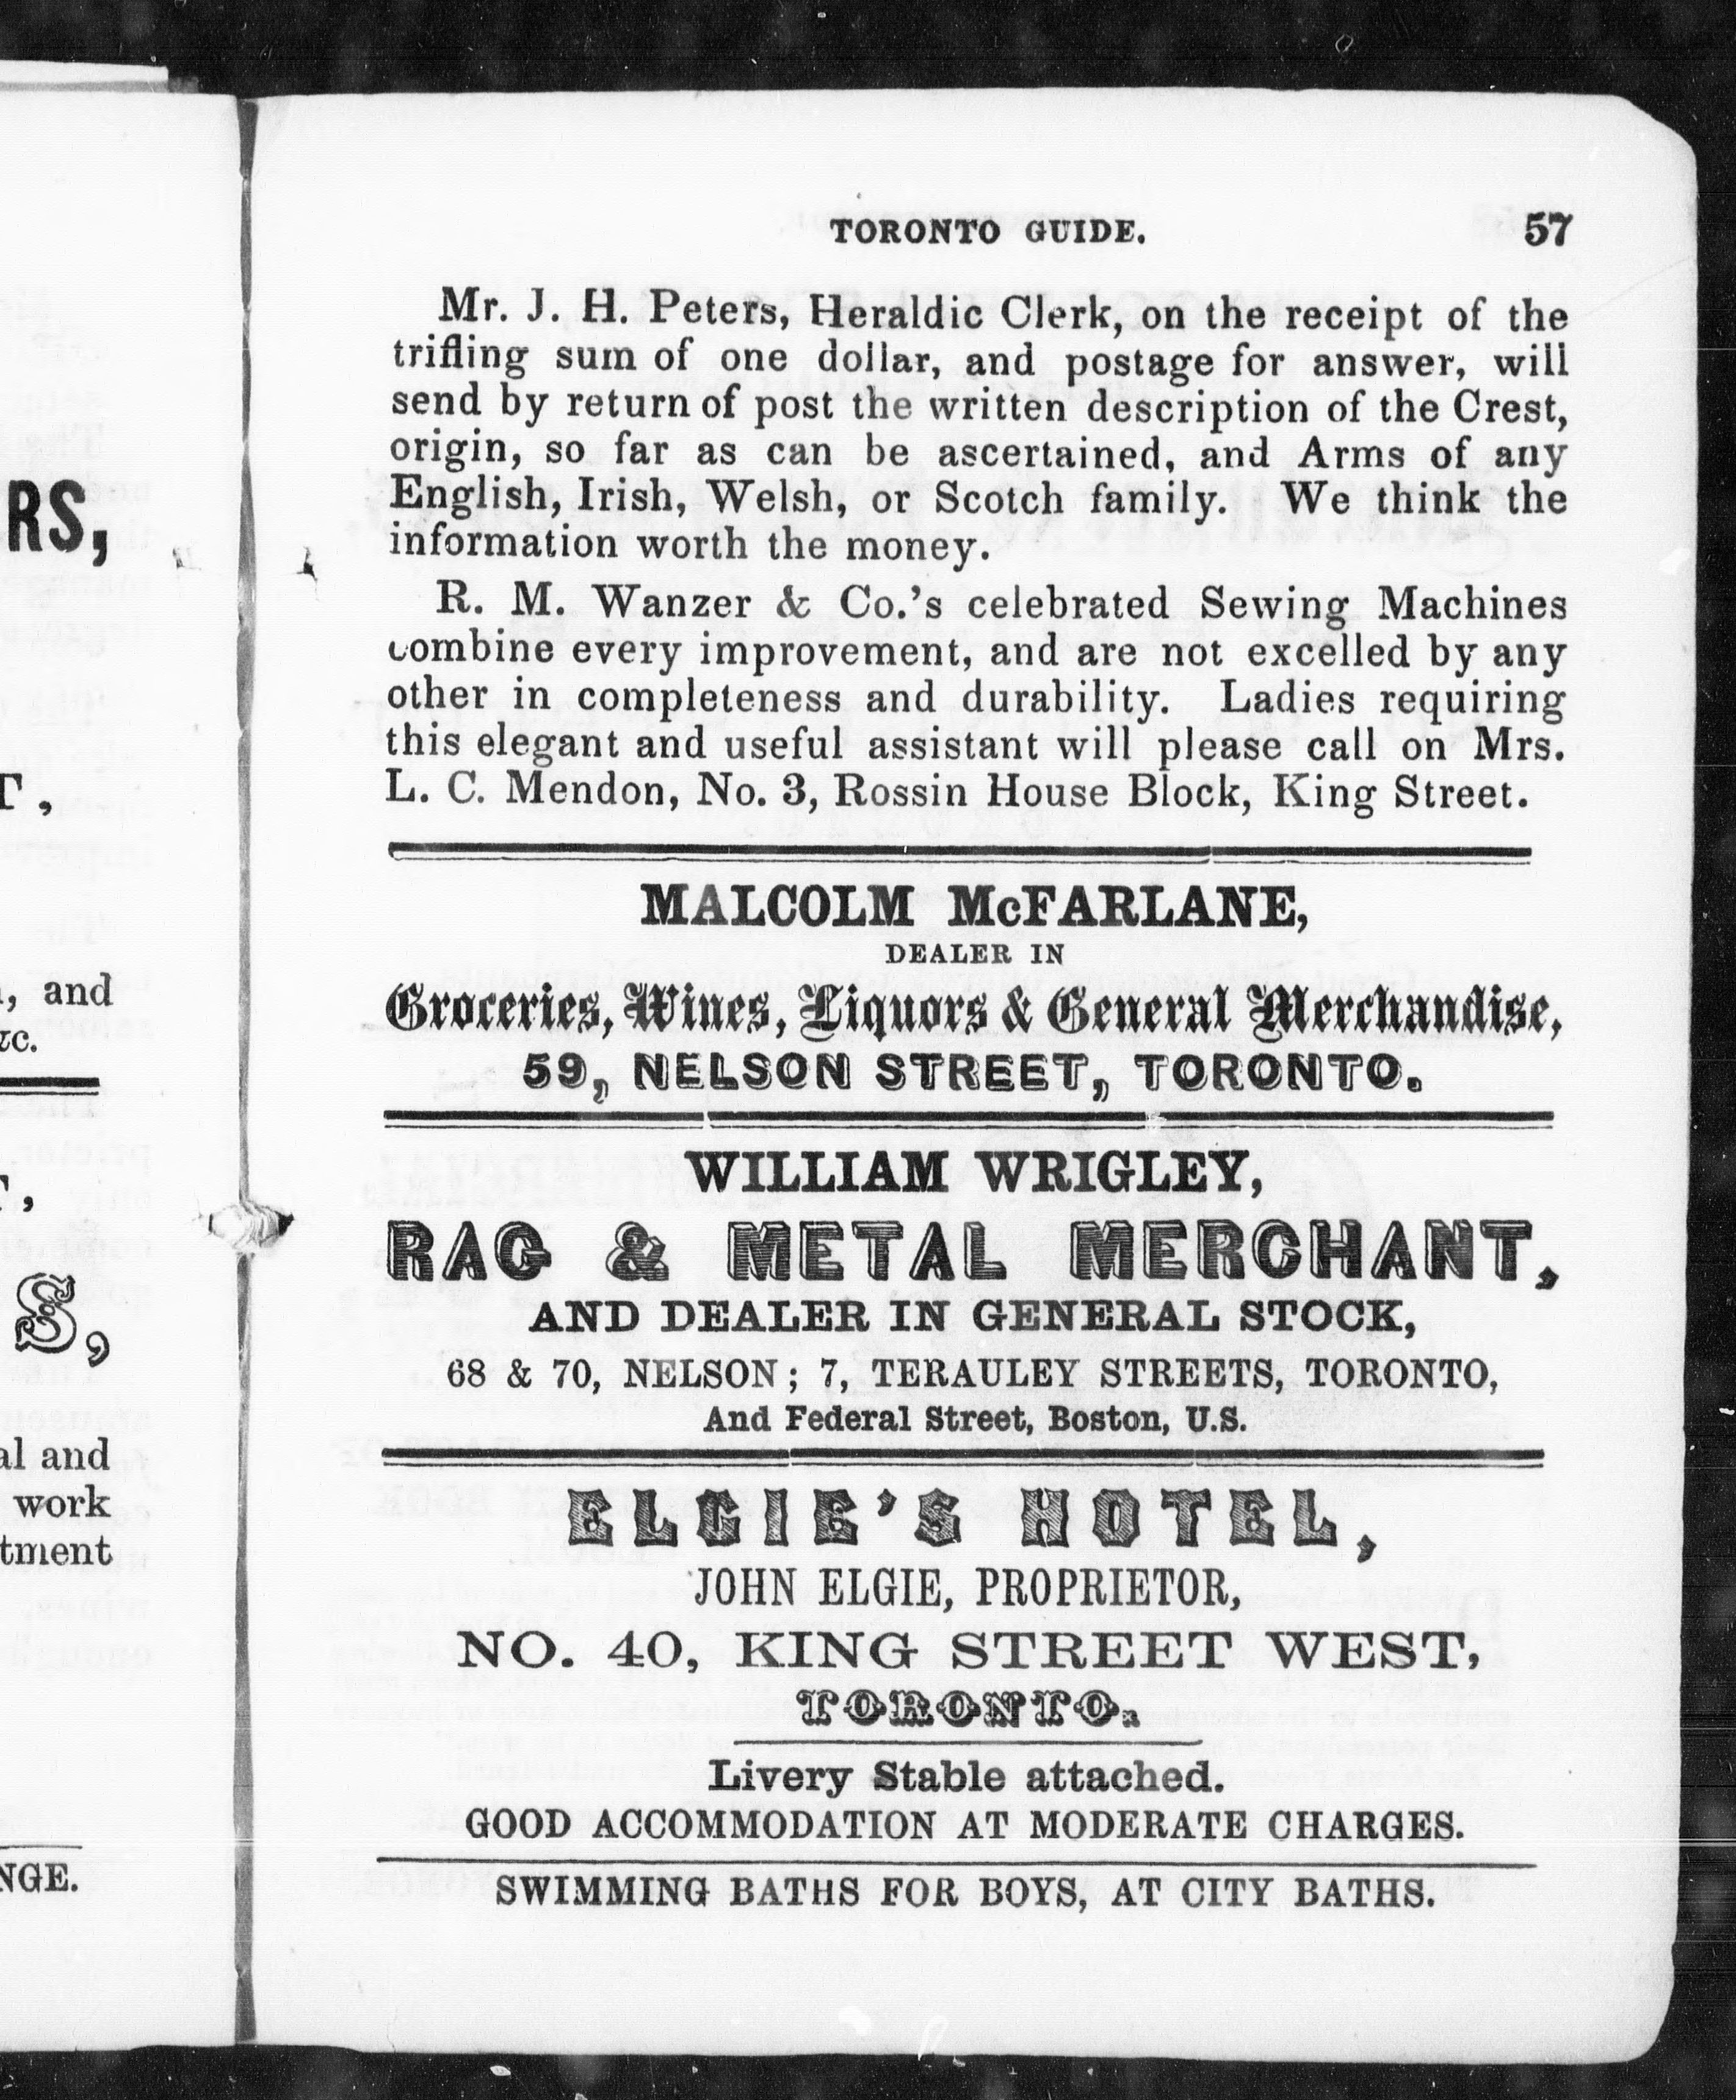 TORONTO GUIDE. 57
Mr. J. H. Peters, Heraldic Clerk, on the receipt of the
trifling sum of one dollar, and postage for answer, will
send by return of post the written description of the Crest,
origin, so far as can be ascertained, and Arms of any
English, Irish, Welsh, or Scotch family. We think the
information worth the money.
R. M. Wanzer & Co.'s celebrated Sewing Machines
combine every improvement, and are not excelled by any
other in completeness and durability. Ladies requiring
this elegant and useful assistant will please call on Mrs.
L. C. Mendon, No. 3, Rossin House Block, King Street.
MALCOLM McFARLANE,
DEALER IN
Groceries, Wines, Liquors & General Merchandise,
59, NELSON STREET, TORONTO.
WILLIAM WRIGLEY,
RAG & METAL MERCHANT,
AND DEALER IN GENERAL STOCK,
68 & 70, NELSON; 7, TERAULEY STREETS, TORONTO,
And Federal Street, Boston, U.S.
ELGIE'S HOTEL,
JOHN ELGIE, PROPRIETOR,
NO. 40, KING STREET WEST,
TORONTO.
Livery Stable attached.
GOOD ACCOMMODATION AT MODERATE CHARGES.
SWIMMING BATHS FOR BOYS, AT CITY BATHS.
RS,
T,
, and
&c.
S,
al and
work
tment
NGE.